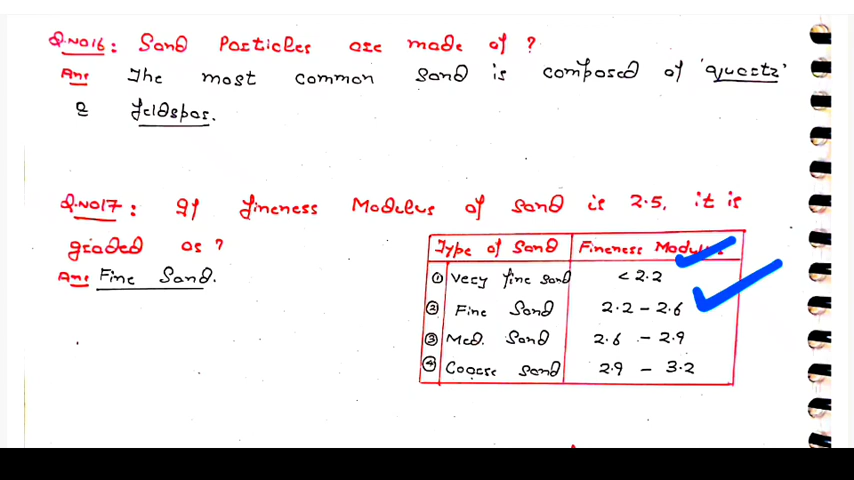 Q.NO16: Sand Particles are made of ?
Ans The most common sand is composed of 'quartz'
& feldspar.
Q.NO17: If fineness Modulus of sand is 2.5, it is
graded as ?
Ans Fine Sand.
Type of Sand Fineness Modulus
① Very fine sand < 2.2
② Fine Sand 2.2 - 2.6
③ Med. Sand 2.6 - 2.9
④ Coarse sand 2.9 - 3.2